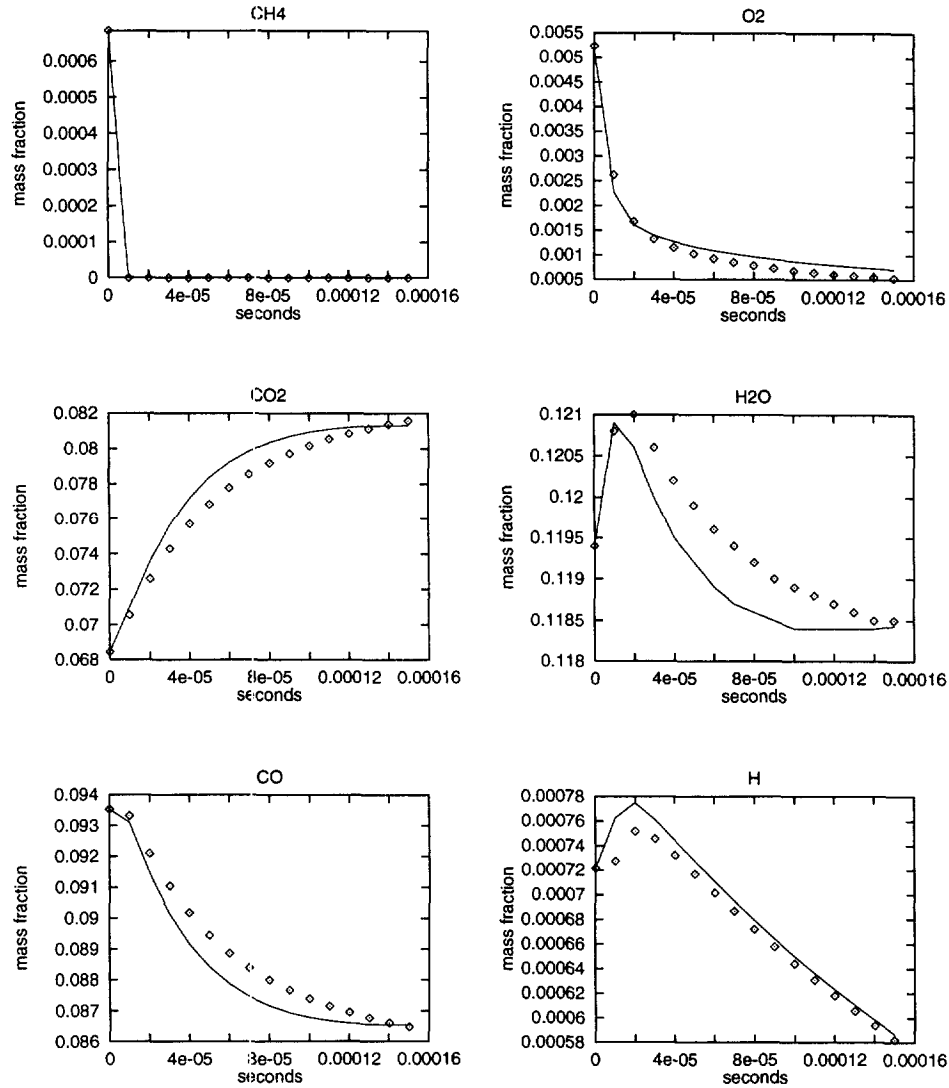 CH4
0.0006
0.0005
0.0004
0.0003
0.0002
0.0001
0
mass fraction
0 4e-05 8e-05 0.00012 0.00016
seconds
O2
0.0055
0.005
0.0045
0.004
0.0035
0.003
0.0025
0.002
0.0015
0.001
0.0005
mass fraction
0 4e-05 8e-05 0.00012 0.00016
seconds
CO2
0.082
0.08
0.078
0.076
0.074
0.072
0.07
0.068
mass fraction
0 4e-05 8e-05 0.00012 0.00016
seconds
H2O
0.121
0.1205
0.12
0.1195
0.119
0.1185
0.118
mass fraction
0 4e-05 8e-05 0.00012 0.00016
seconds
CO
0.094
0.093
0.092
0.091
0.09
0.089
0.088
0.087
0.086
mass fraction
0 4e-05 8e-05 0.00012 0.00016
seconds
H
0.00078
0.00076
0.00074
0.00072
0.0007
0.00068
0.00066
0.00064
0.00062
0.0006
0.00058
mass fraction
0 4e-05 8e-05 0.00012 0.00016
seconds